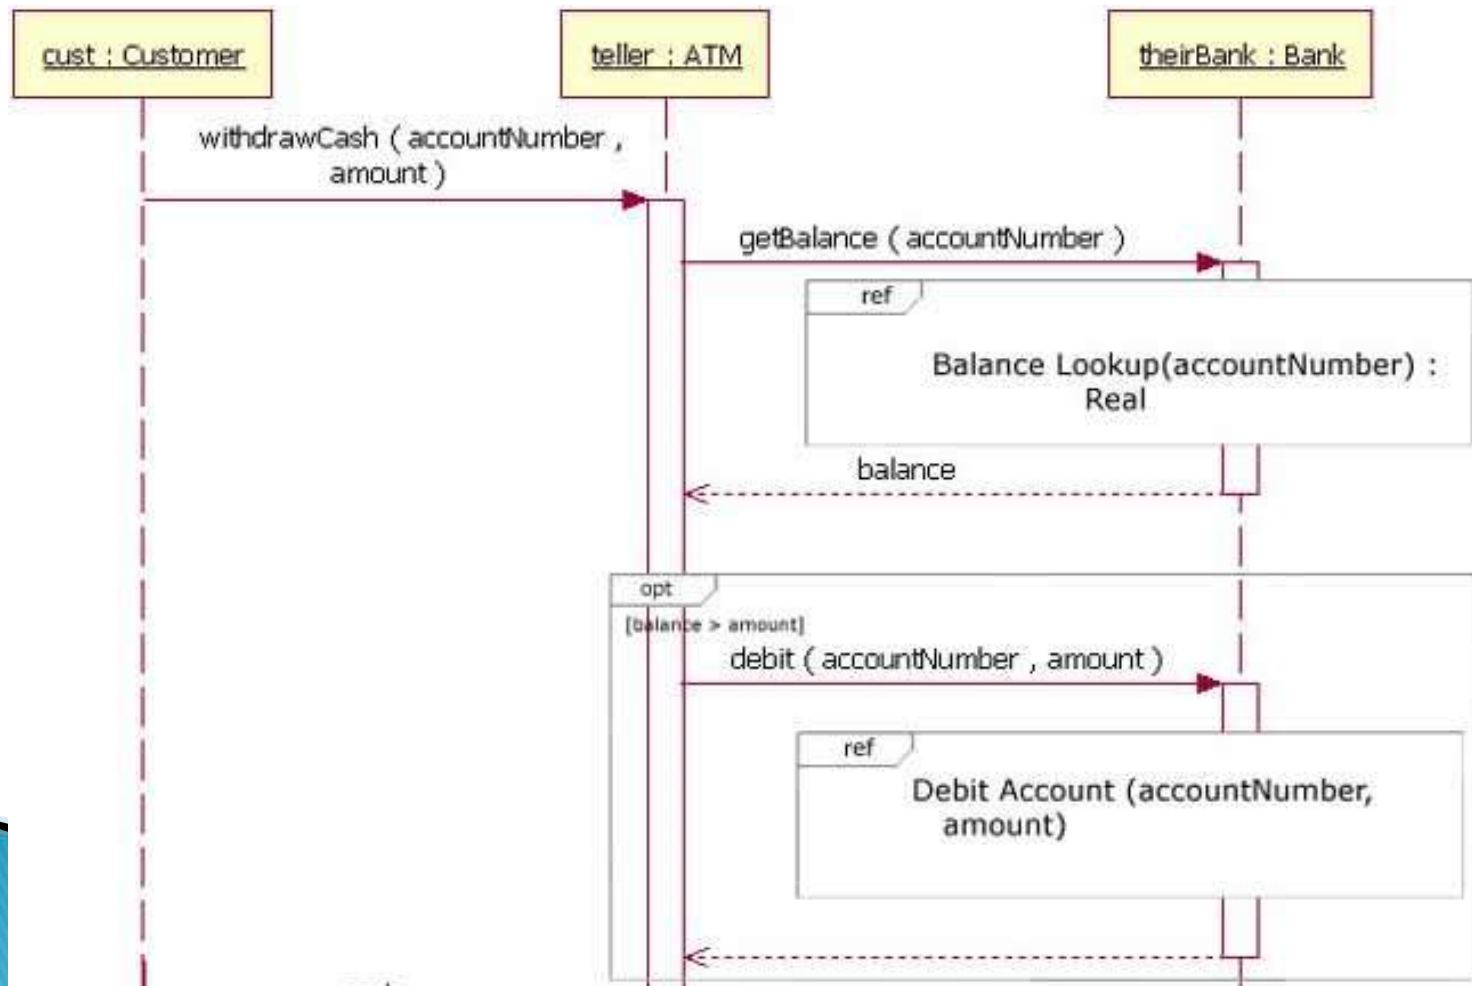 cust : Customer
teller : ATM
theirBank : Bank
withdrawCash ( accountNumber ,
amount )
getBalance ( accountNumber )
ref
Balance Lookup(accountNumber) :
Real
balance
opt
[balance > amount]
debit ( accountNumber , amount )
ref
Debit Account (accountNumber,
amount)